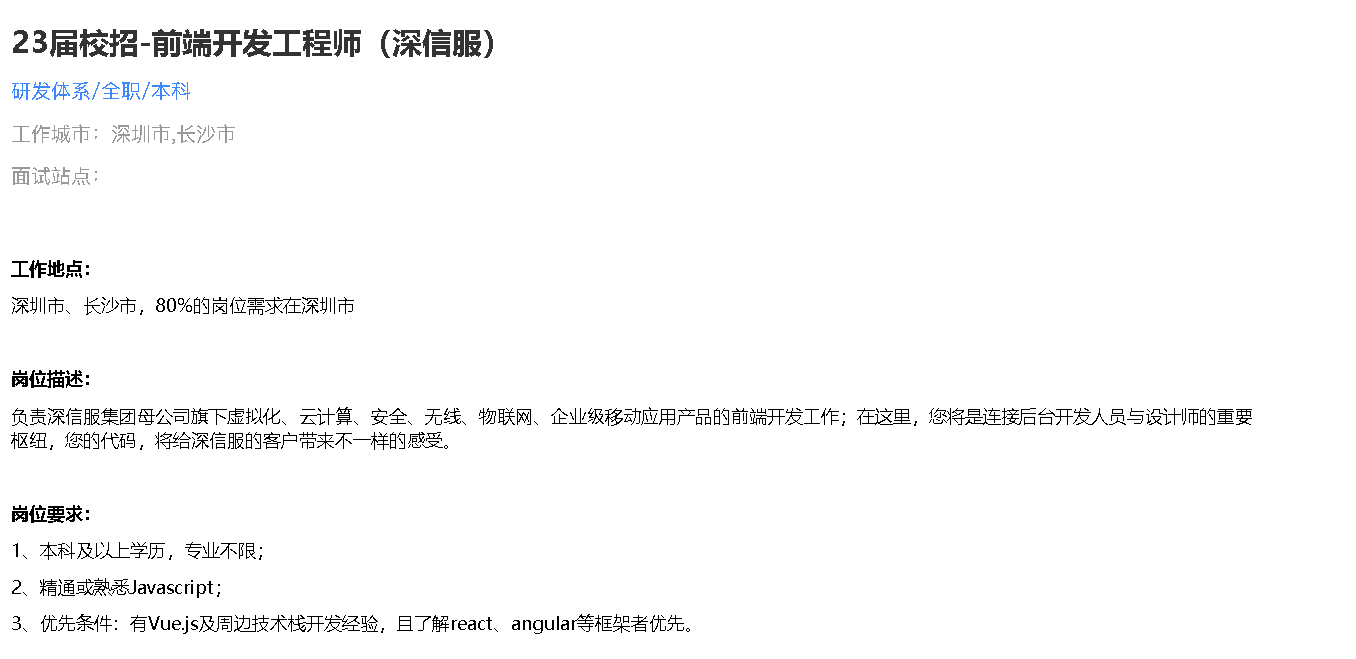 23届校招-前端开发工程师（深信服）
研发体系/全职/本科
工作城市：深圳市,长沙市
面试站点：
工作地点：
深圳市、长沙市，80%的岗位需求在深圳市
岗位描述：
负责深信服集团母公司旗下虚拟化、云计算、安全、无线、物联网、企业级移动应用产品的前端开发工作；在这里，您将是连接后台开发人员与设计师的重要
枢纽，您的代码，将给深信服的客户带来不一样的感受。
岗位要求：
1、本科及以上学历，专业不限；
2、精通或熟悉Javascript；
3、优先条件：有Vue.js及周边技术栈开发经验，且了解react、angular等框架者优先。